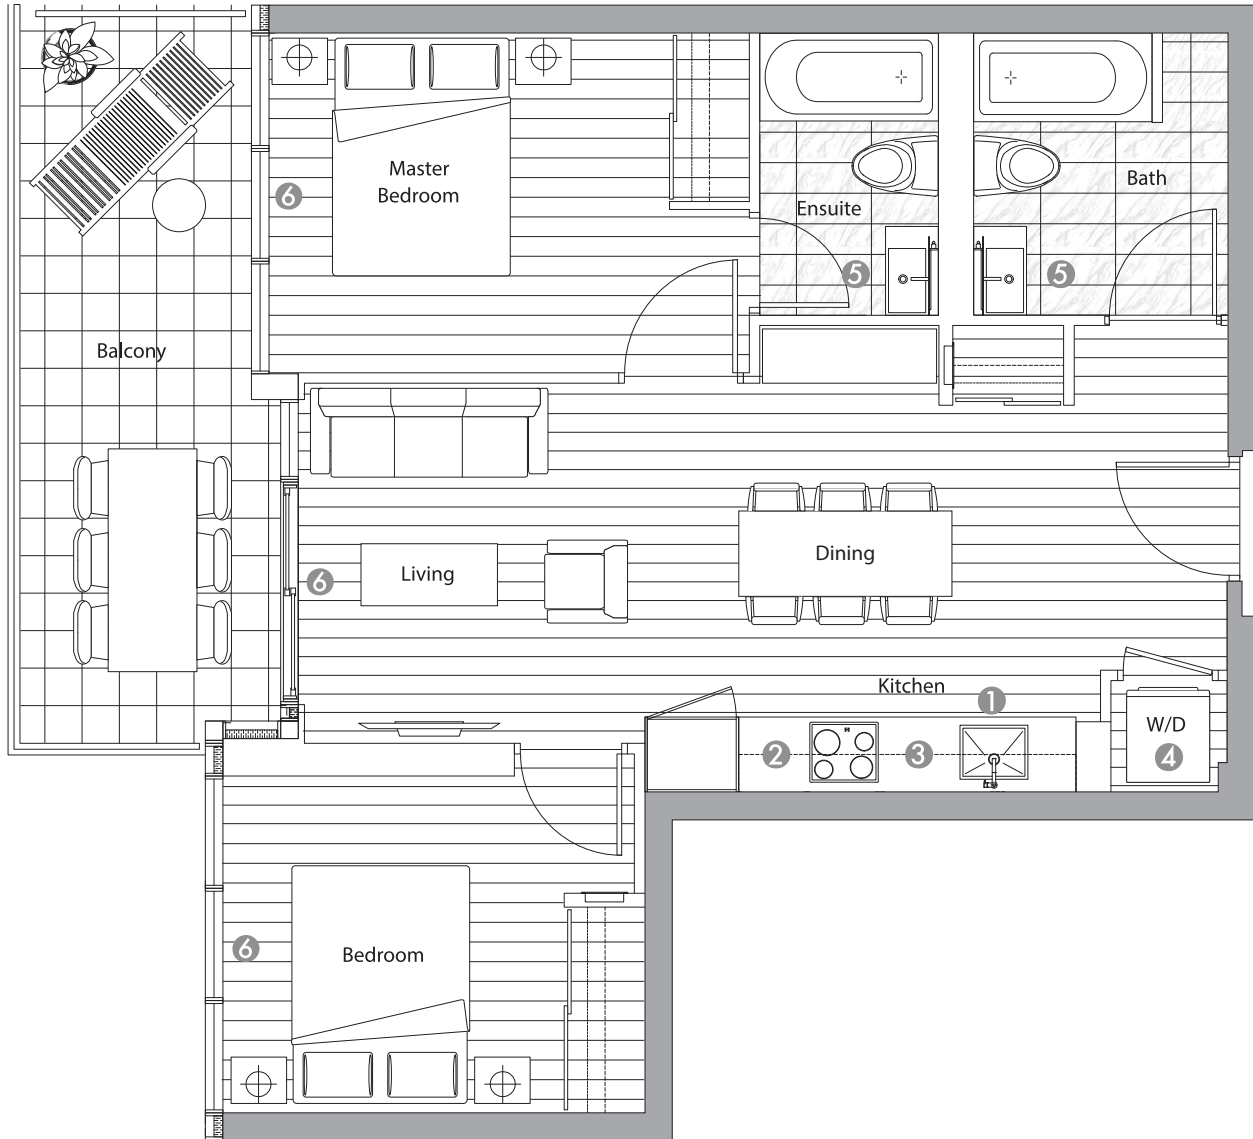 Master
Bedroom
6
Ensuite
Bath
5
5
Balcony
Living
6
Dining
Kitchen
1
2
3
W/D
4
Bedroom
6